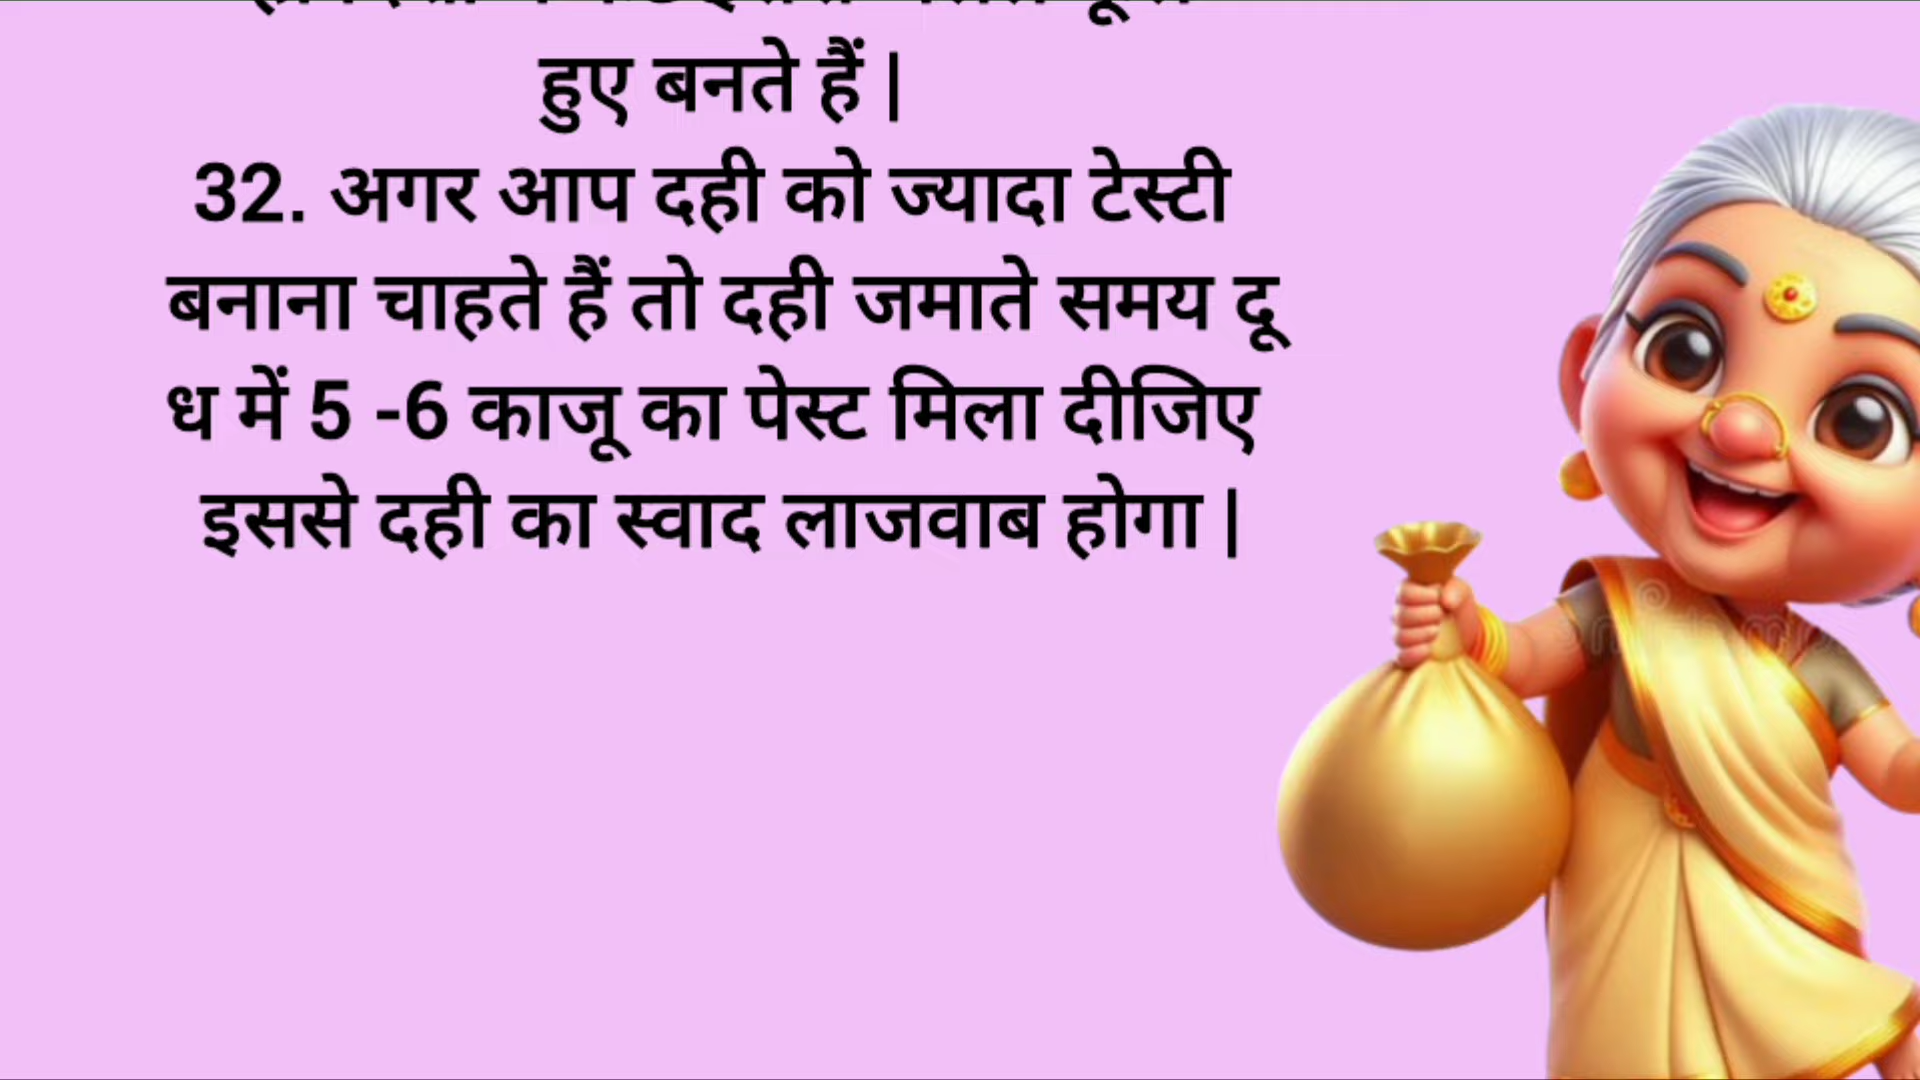 हुए बनते हैं |
32. अगर आप दही को ज्यादा टेस्टी
बनाना चाहते हैं तो दही जमाते समय दू
ध में 5 -6 काजू का पेस्ट मिला दीजिए
इससे दही का स्वाद लाजवाब होगा |